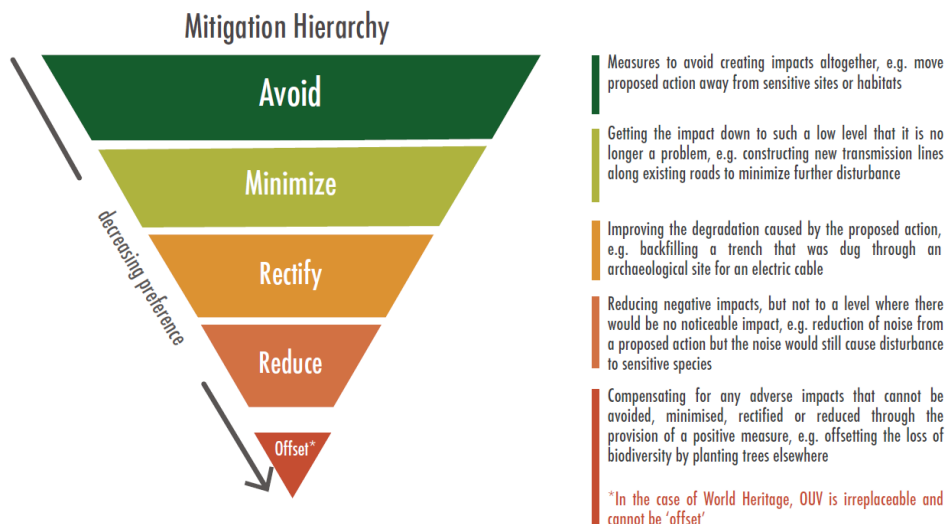 Mitigation Hierarchy
Avoid
Minimize
Rectify
Reduce
Offset*
decreasing preference
Measures to avoid creating impacts altogether, e.g. move
proposed action away from sensitive sites or habitats
Getting the impact down to such a low level that it is no
longer a problem, e.g. constructing new transmission lines
along existing roads to minimize further disturbance
Improving the degradation caused by the proposed action,
e.g. backfilling a trench that was dug through an
archaeological site for an electric cable
Reducing negative impacts, but not to a level where there
would be no noticeable impact, e.g. reduction of noise from
a proposed action but the noise would still cause disturbance
to sensitive species
Compensating for any adverse impacts that cannot be
avoided, minimised, rectified or reduced through the
provision of a positive measure, e.g. offsetting the loss of
biodiversity by planting trees elsewhere
*In the case of World Heritage, OUV is irreplaceable and
cannot be 'offset'